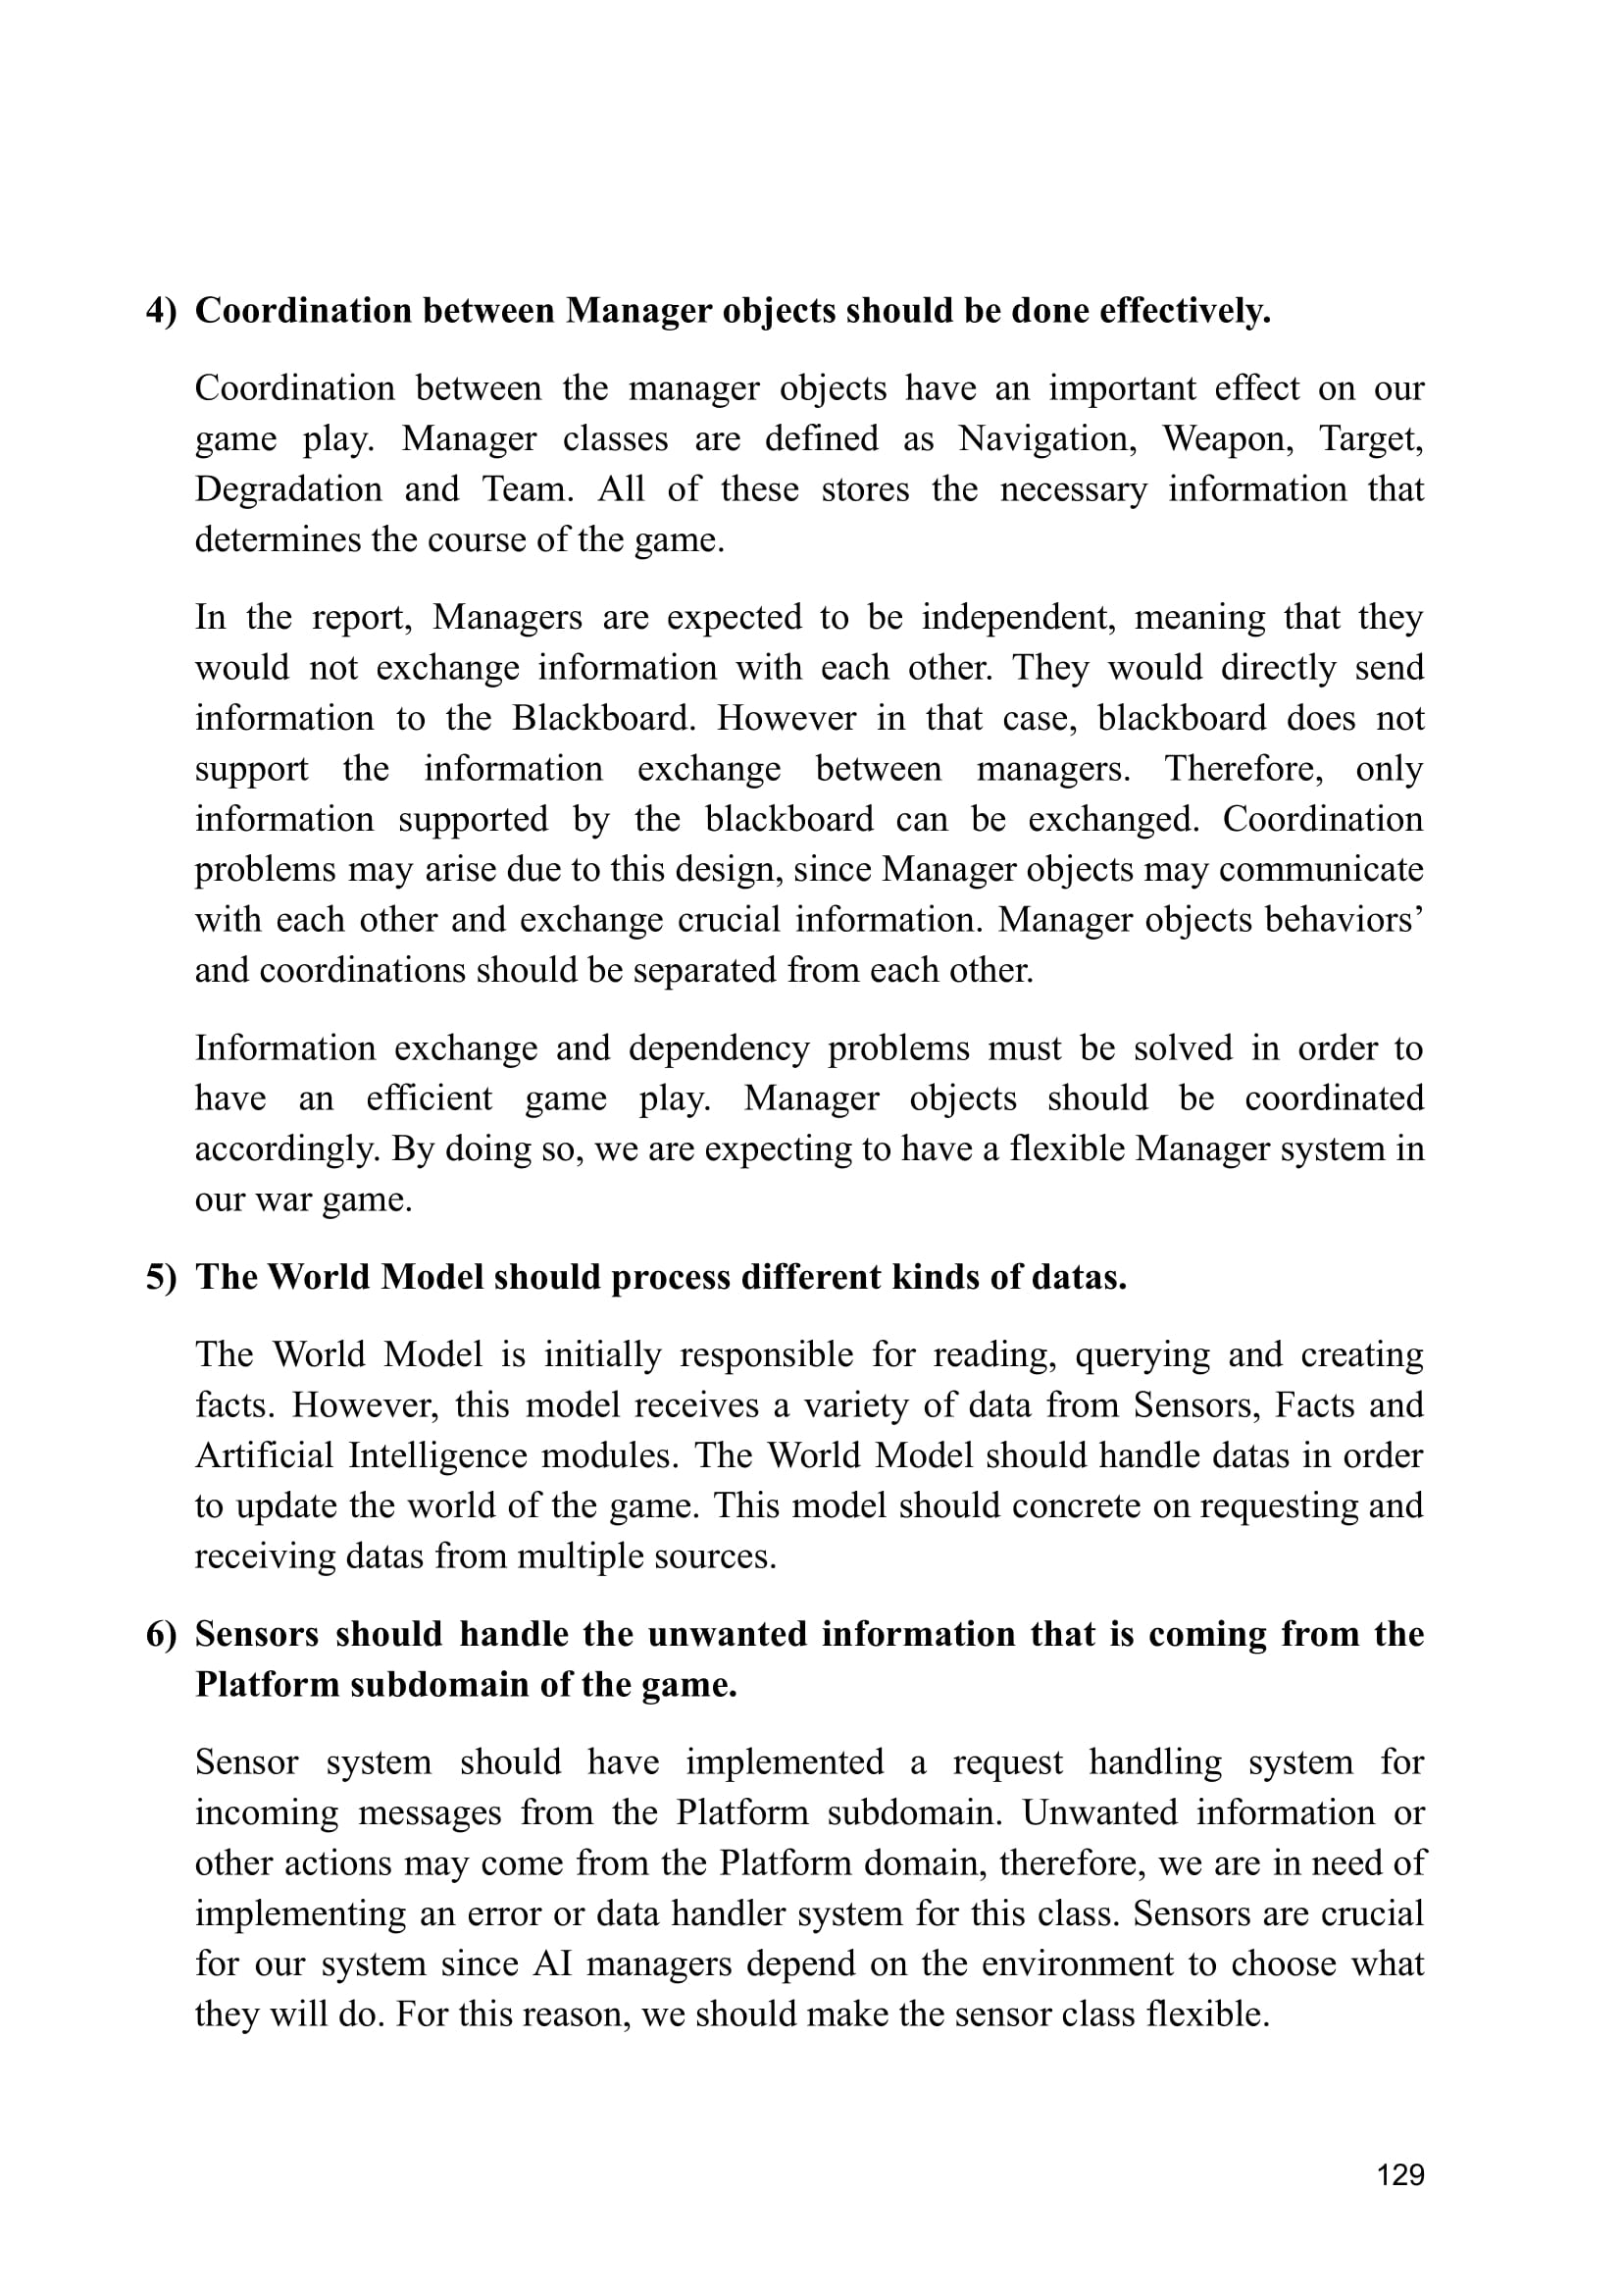 4) Coordination between Manager objects should be done effectively.
Coordination between the manager objects have an important effect on our
game play. Manager classes are defined as Navigation, Weapon, Target,
Degradation and Team. All of these stores the necessary information that
determines the course of the game.
In the report, Managers are expected to be independent, meaning that they
would not exchange information with each other. They would directly send
information to the Blackboard. However in that case, blackboard does not
support the information exchange between managers. Therefore, only
information supported by the blackboard can be exchanged. Coordination
problems may arise due to this design, since Manager objects may communicate
with each other and exchange crucial information. Manager objects behaviors’
and coordinations should be separated from each other.
Information exchange and dependency problems must be solved in order to
have an efficient game play. Manager objects should be coordinated
accordingly. By doing so, we are expecting to have a flexible Manager system in
our war game.
5) The World Model should process different kinds of datas.
The World Model is initially responsible for reading, querying and creating
facts. However, this model receives a variety of data from Sensors, Facts and
Artificial Intelligence modules. The World Model should handle datas in order
to update the world of the game. This model should concrete on requesting and
receiving datas from multiple sources.
6) Sensors should handle the unwanted information that is coming from the
Platform subdomain of the game.
Sensor system should have implemented a request handling system for
incoming messages from the Platform subdomain. Unwanted information or
other actions may come from the Platform domain, therefore, we are in need of
implementing an error or data handler system for this class. Sensors are crucial
for our system since AI managers depend on the environment to choose what
they will do. For this reason, we should make the sensor class flexible.
129